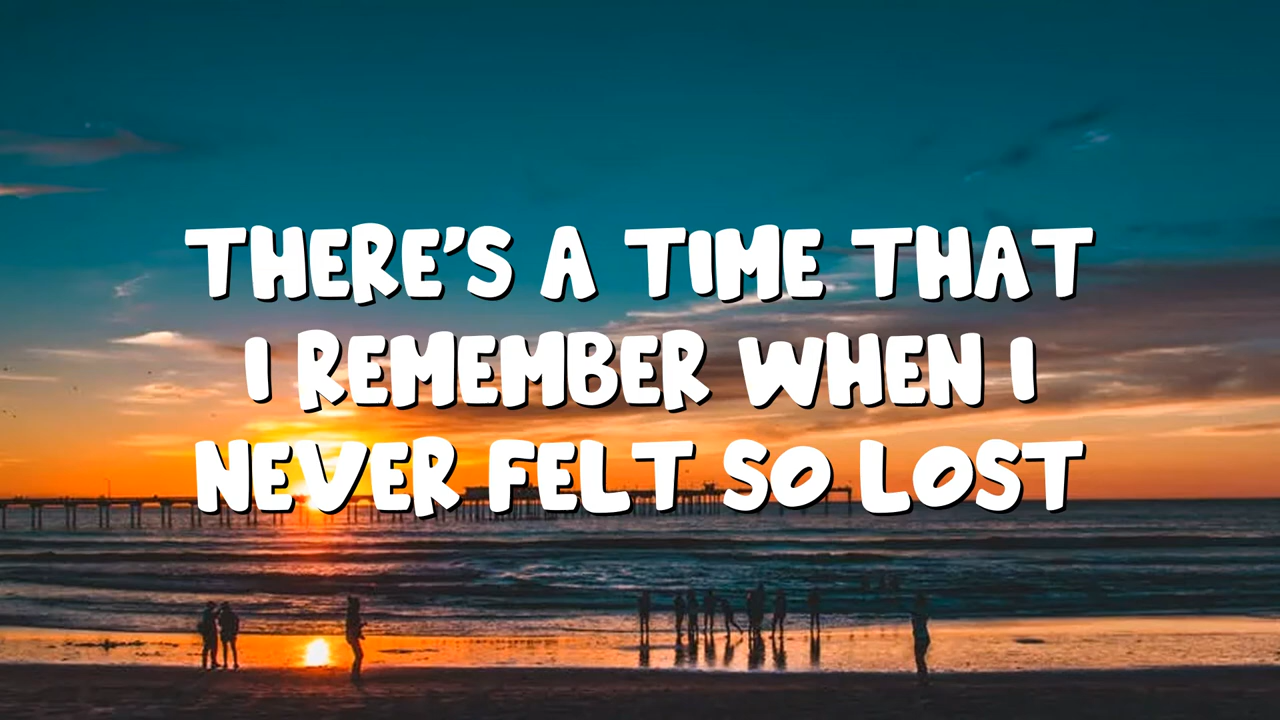 THERE'S A TIME THAT
I REMEMBER WHEN I
NEVER FELT SO LOST